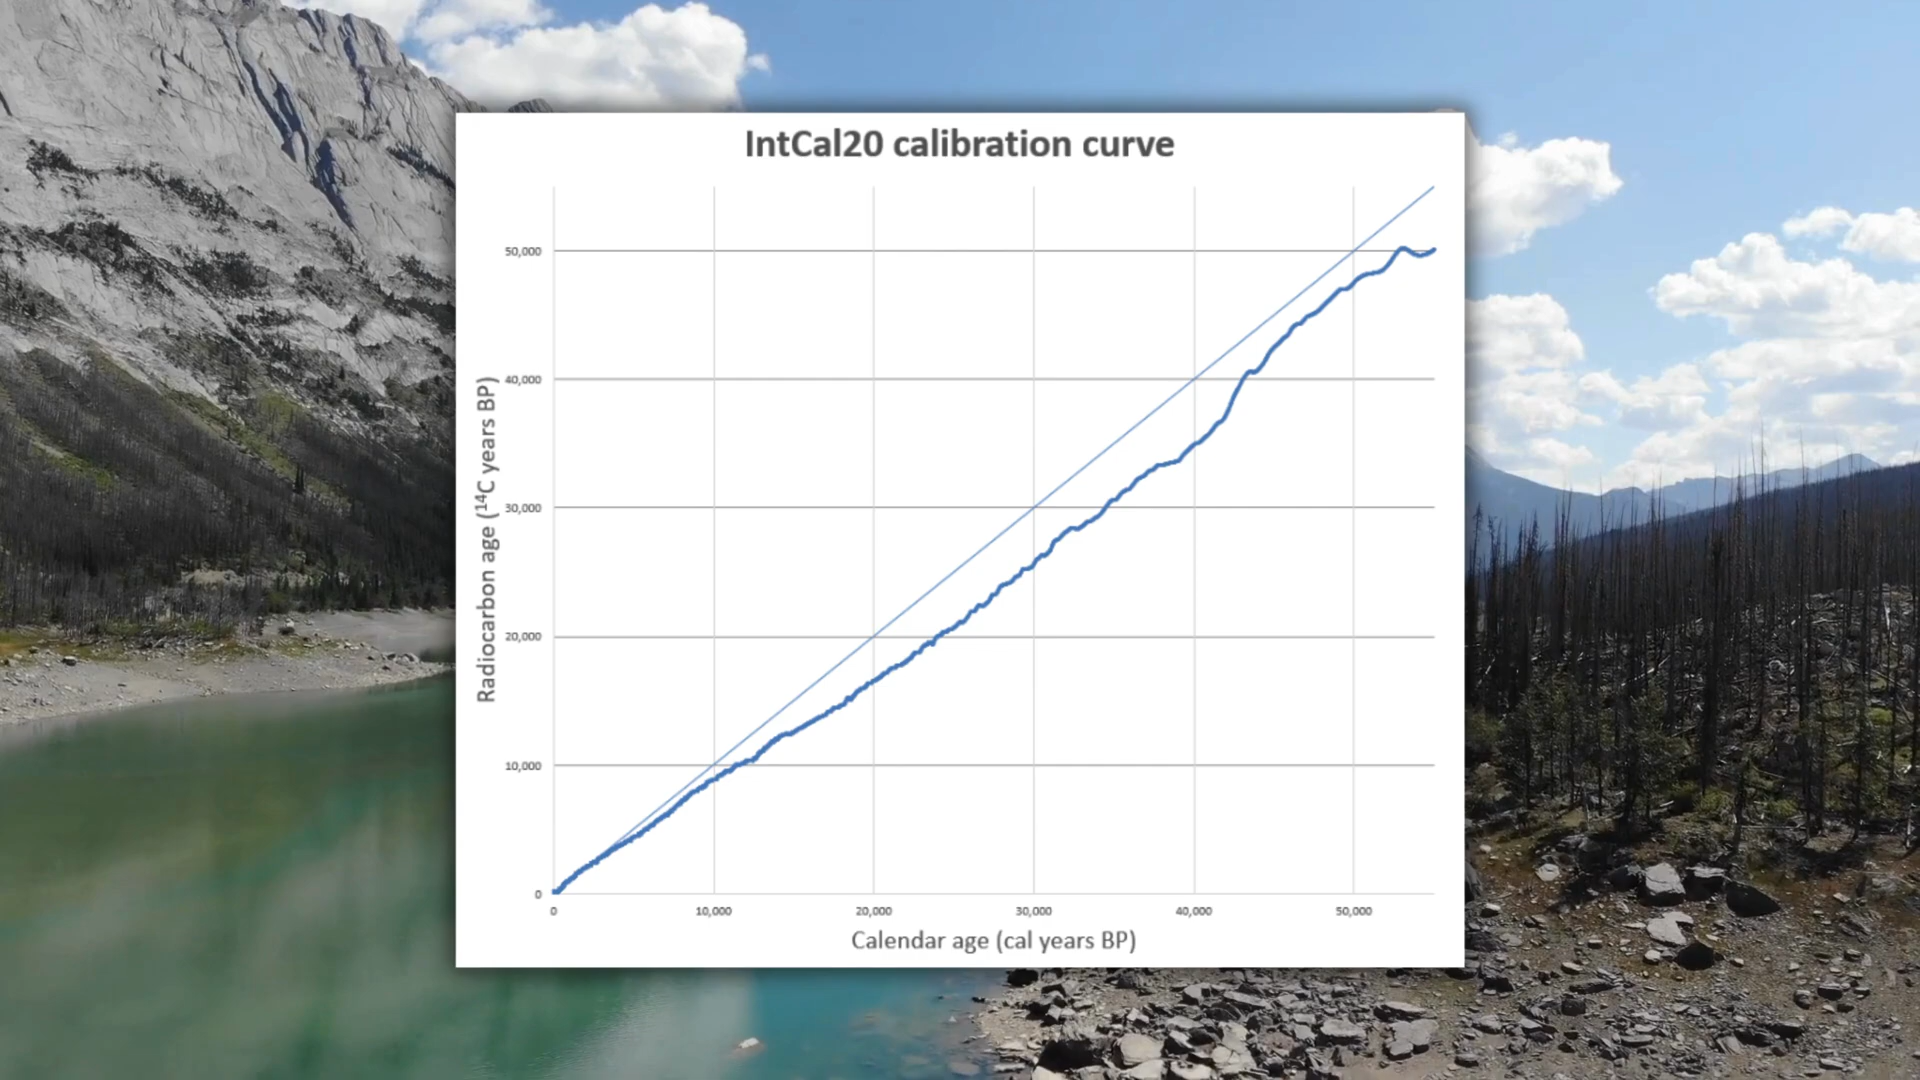 IntCal20 calibration curve
Radiocarbon age (¹⁴C years BP)
50,000
40,000
30,000
20,000
10,000
0
0 10,000 20,000 30,000 40,000 50,000
Calendar age (cal years BP)